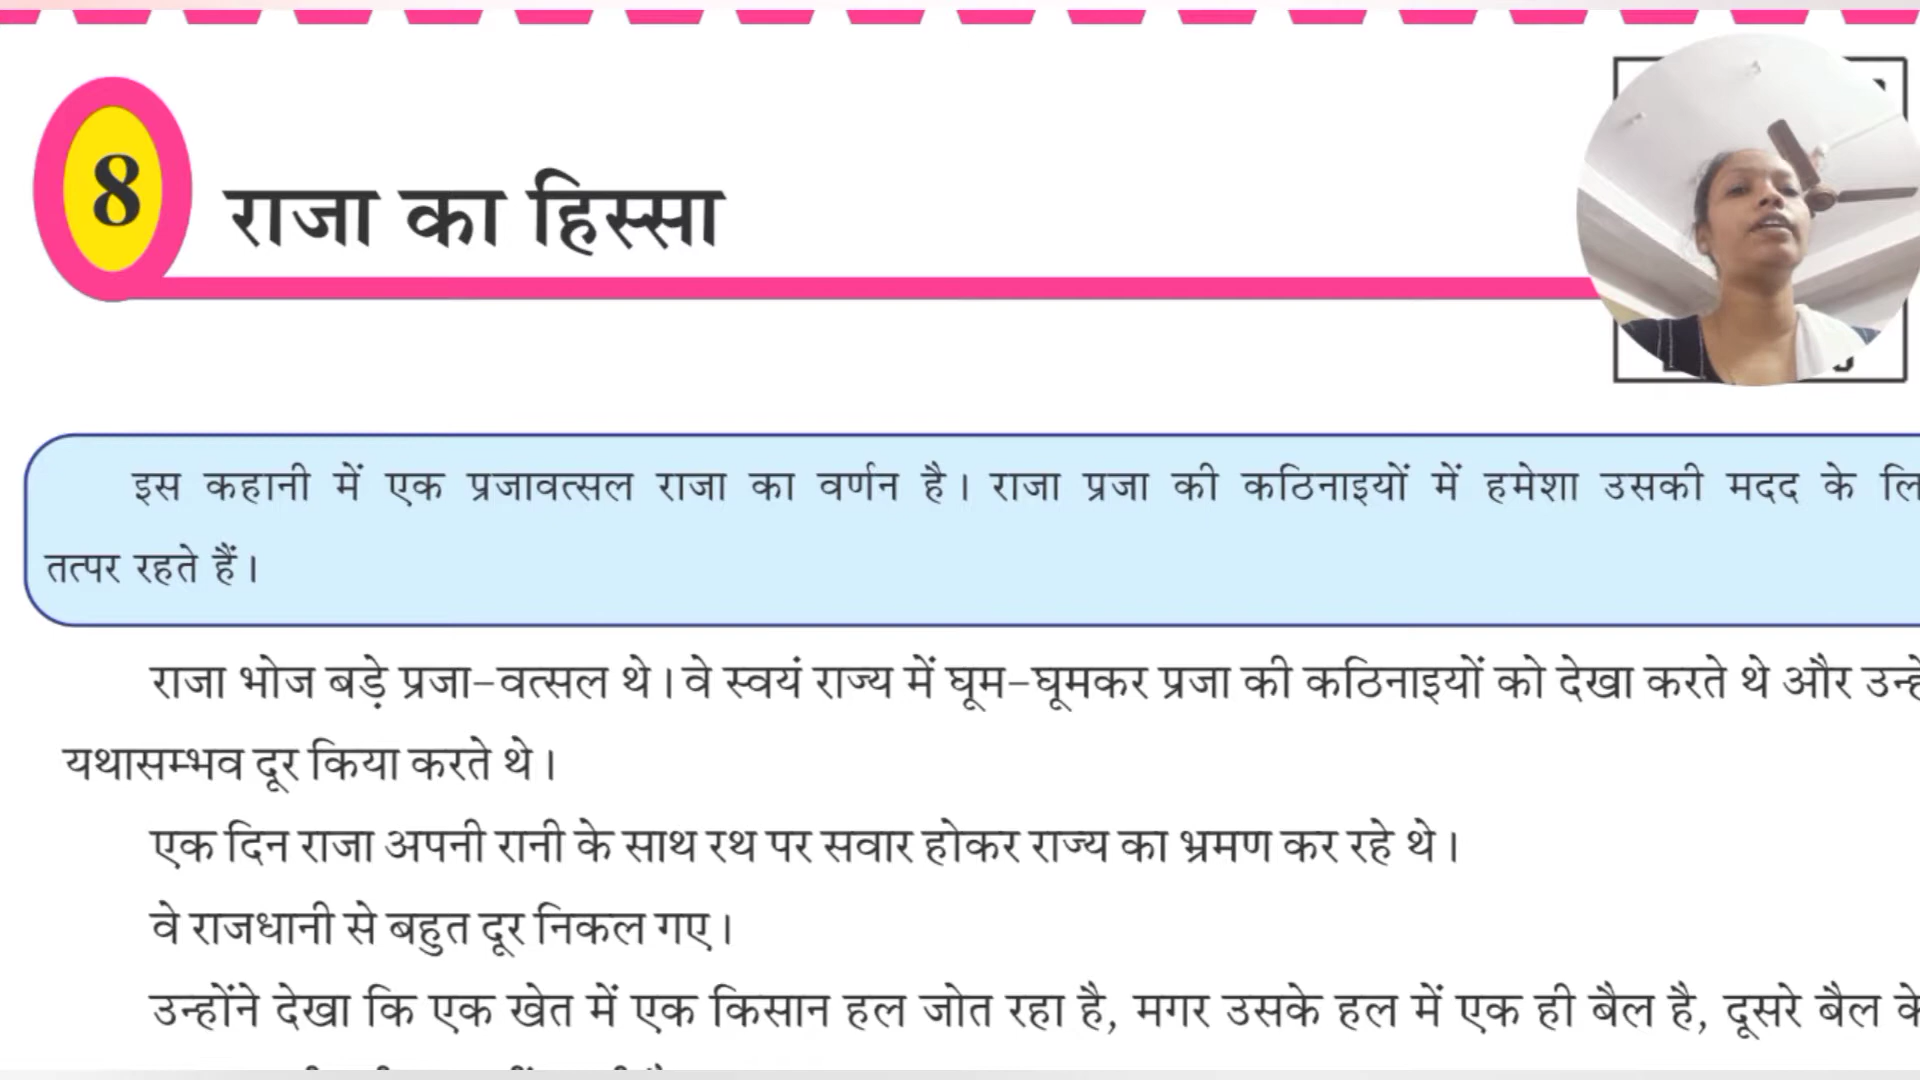 8
राजा का हिस्सा
इस कहानी में एक प्रजावत्सल राजा का वर्णन है। राजा प्रजा की कठिनाइयों में हमेशा उसकी मदद के
तत्पर रहते हैं।
राजा भोज बड़े प्रजा-वत्सल थे। वे स्वयं राज्य में घूम-घूमकर प्रजा की कठिनाइयों को देखा करते थे और
यथासम्भव दूर किया करते थे।
एक दिन राजा अपनी रानी के साथ रथ पर सवार होकर राज्य का भ्रमण कर रहे थे।
वे राजधानी से बहुत दूर निकल गए।
उन्होंने देखा कि एक खेत में एक किसान हल जोत रहा है, मगर उसके हल में एक ही बैल है, दूसरे बैल के